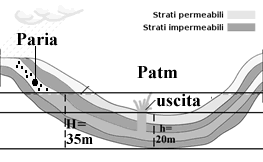 Strati permeabili
Strati impermeabili
Paria
Patm
uscita
H=
35m
h=
20m